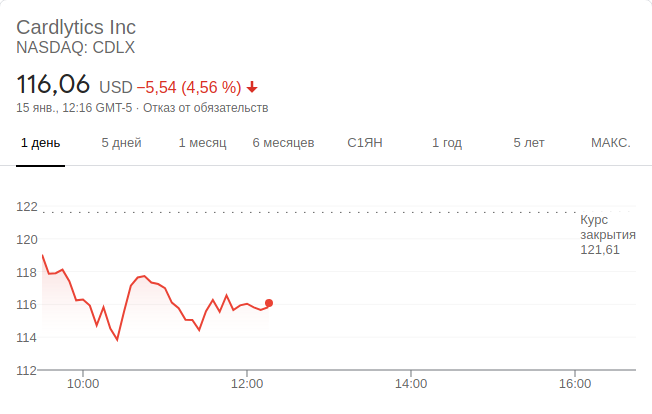 Cardlytics Inc
NASDAQ: CDLX
116,06 USD −5,54 (4,56 %)
15 янв., 12:16 GMT-5 · Отказ от обязательств
1 день 5 дней 1 месяц 6 месяцев С1ЯН 1 год 5 лет МАКС.
122
Курс
закрытия
121,61
120
118
116
114
112
10:00 12:00 14:00 16:00